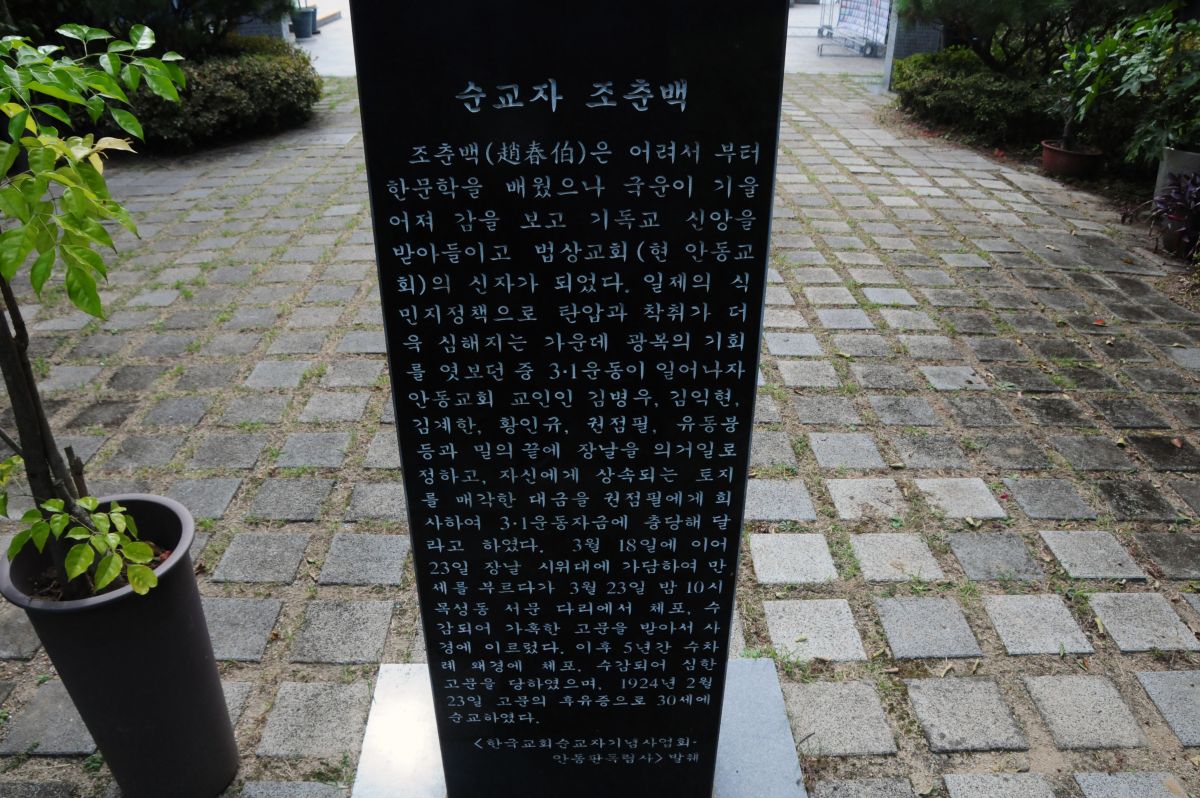 순교자 조춘백
조춘백(趙春伯)은 어려서 부터
한문학을 배웠으나 국운이 기울
어져 감을 보고 기독교 신앙을
받아들이고 법상교회(현 안동교
회)의 신자가 되었다. 일제의 식
민지정책으로 탄압과 착취가 더
욱 심해지는 가운데 광복의 기회
를 엿보던 중 3·1운동이 일어나자
안동교회 교인인 김병우, 김익현,
김계한, 황인규, 권점필, 유동붕
등과 밀의 끝에 장날을 의거일로
정하고, 자신에게 상속되는 토지
를 매각한 대금을 권점필에게 희
사하여 3·1운동자금에 충당해 달
라고 하였다. 3월 18일에 이어
23일 장날 시위대에 가담하여 만
세를 부르다가 3월 23일 밤 10시
목성동 서문 다리에서 체포, 수
감되어 가혹한 고문을 받아서 사
경에 이르렀다. 이후 5년간 수차
례 왜경에 체포, 수감되어 심한
고문을 당하였으며, 1924년 2월
23일 고문의 후유증으로 30세에
순교하였다.
<한국교회순교자기념사업회·
안동판독립사> 발췌